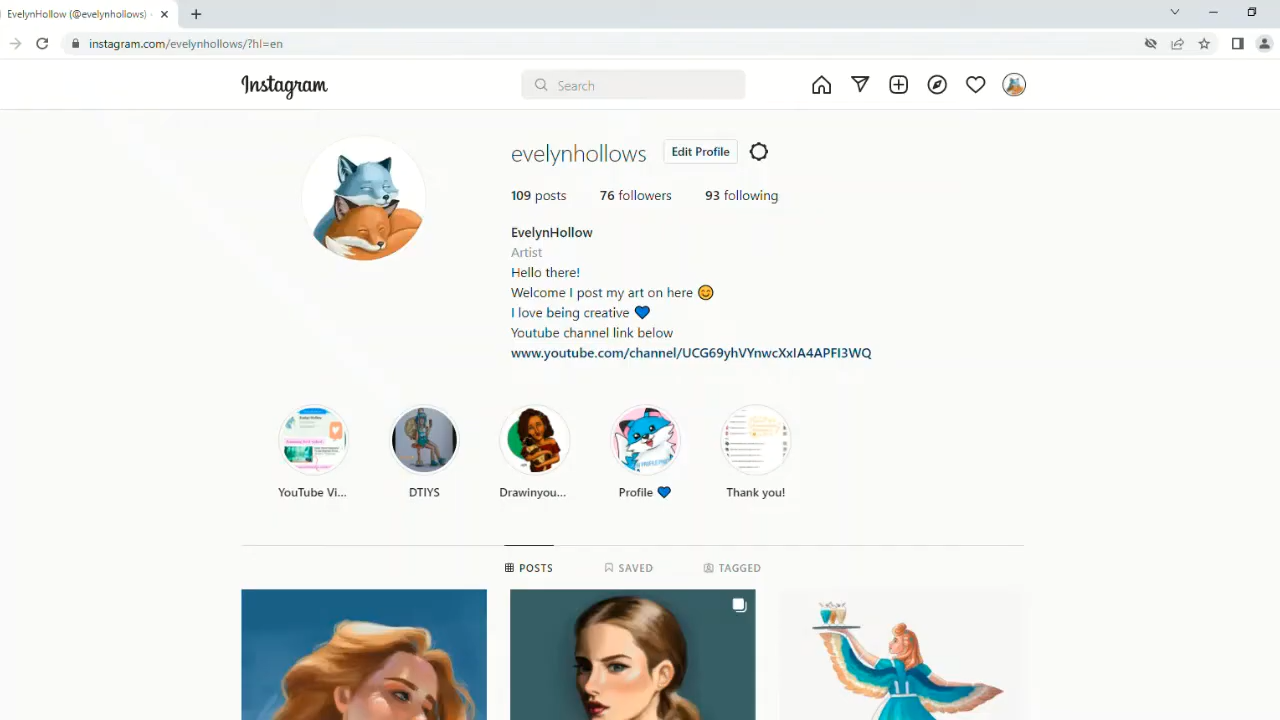 EvelynHollow (@evelynhollows) ·
instagram.com/evelynhollows/?hl=en
Instagram
Search
evelynhollows
Edit Profile
109 posts 76 followers 93 following
EvelynHollow
Artist
Hello there!
Welcome I post my art on here 😊
I love being creative 💙
Youtube channel link below
www.youtube.com/channel/UCG69yhVYnwcXxIA4APFI3WQ
YouTube Vi... DTIYS Drawinyou... Profile 💙 Thank you!
POSTS SAVED TAGGED